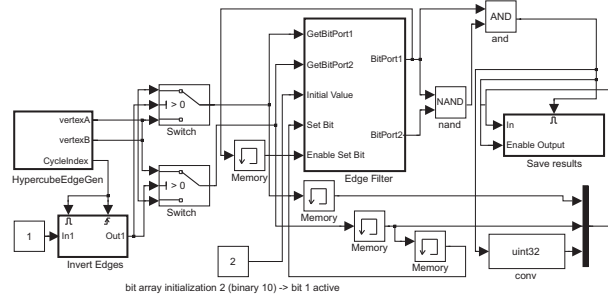 AND
and
GetBitPort1
GetBitPort2
Initial Value
Set Bit
Enable Set Bit
BitPort1
BitPort2
Edge Filter
NAND
nand
In
Enable Output
Save results
vertexA
vertexB
CycleIndex
HypercubeEdgeGen
> 0
Switch
> 0
Switch
Memory
Memory
Memory
Memory
1
In1
Out1
Invert Edges
2
uint32
conv
bit array initialization 2 (binary 10) -> bit 1 active